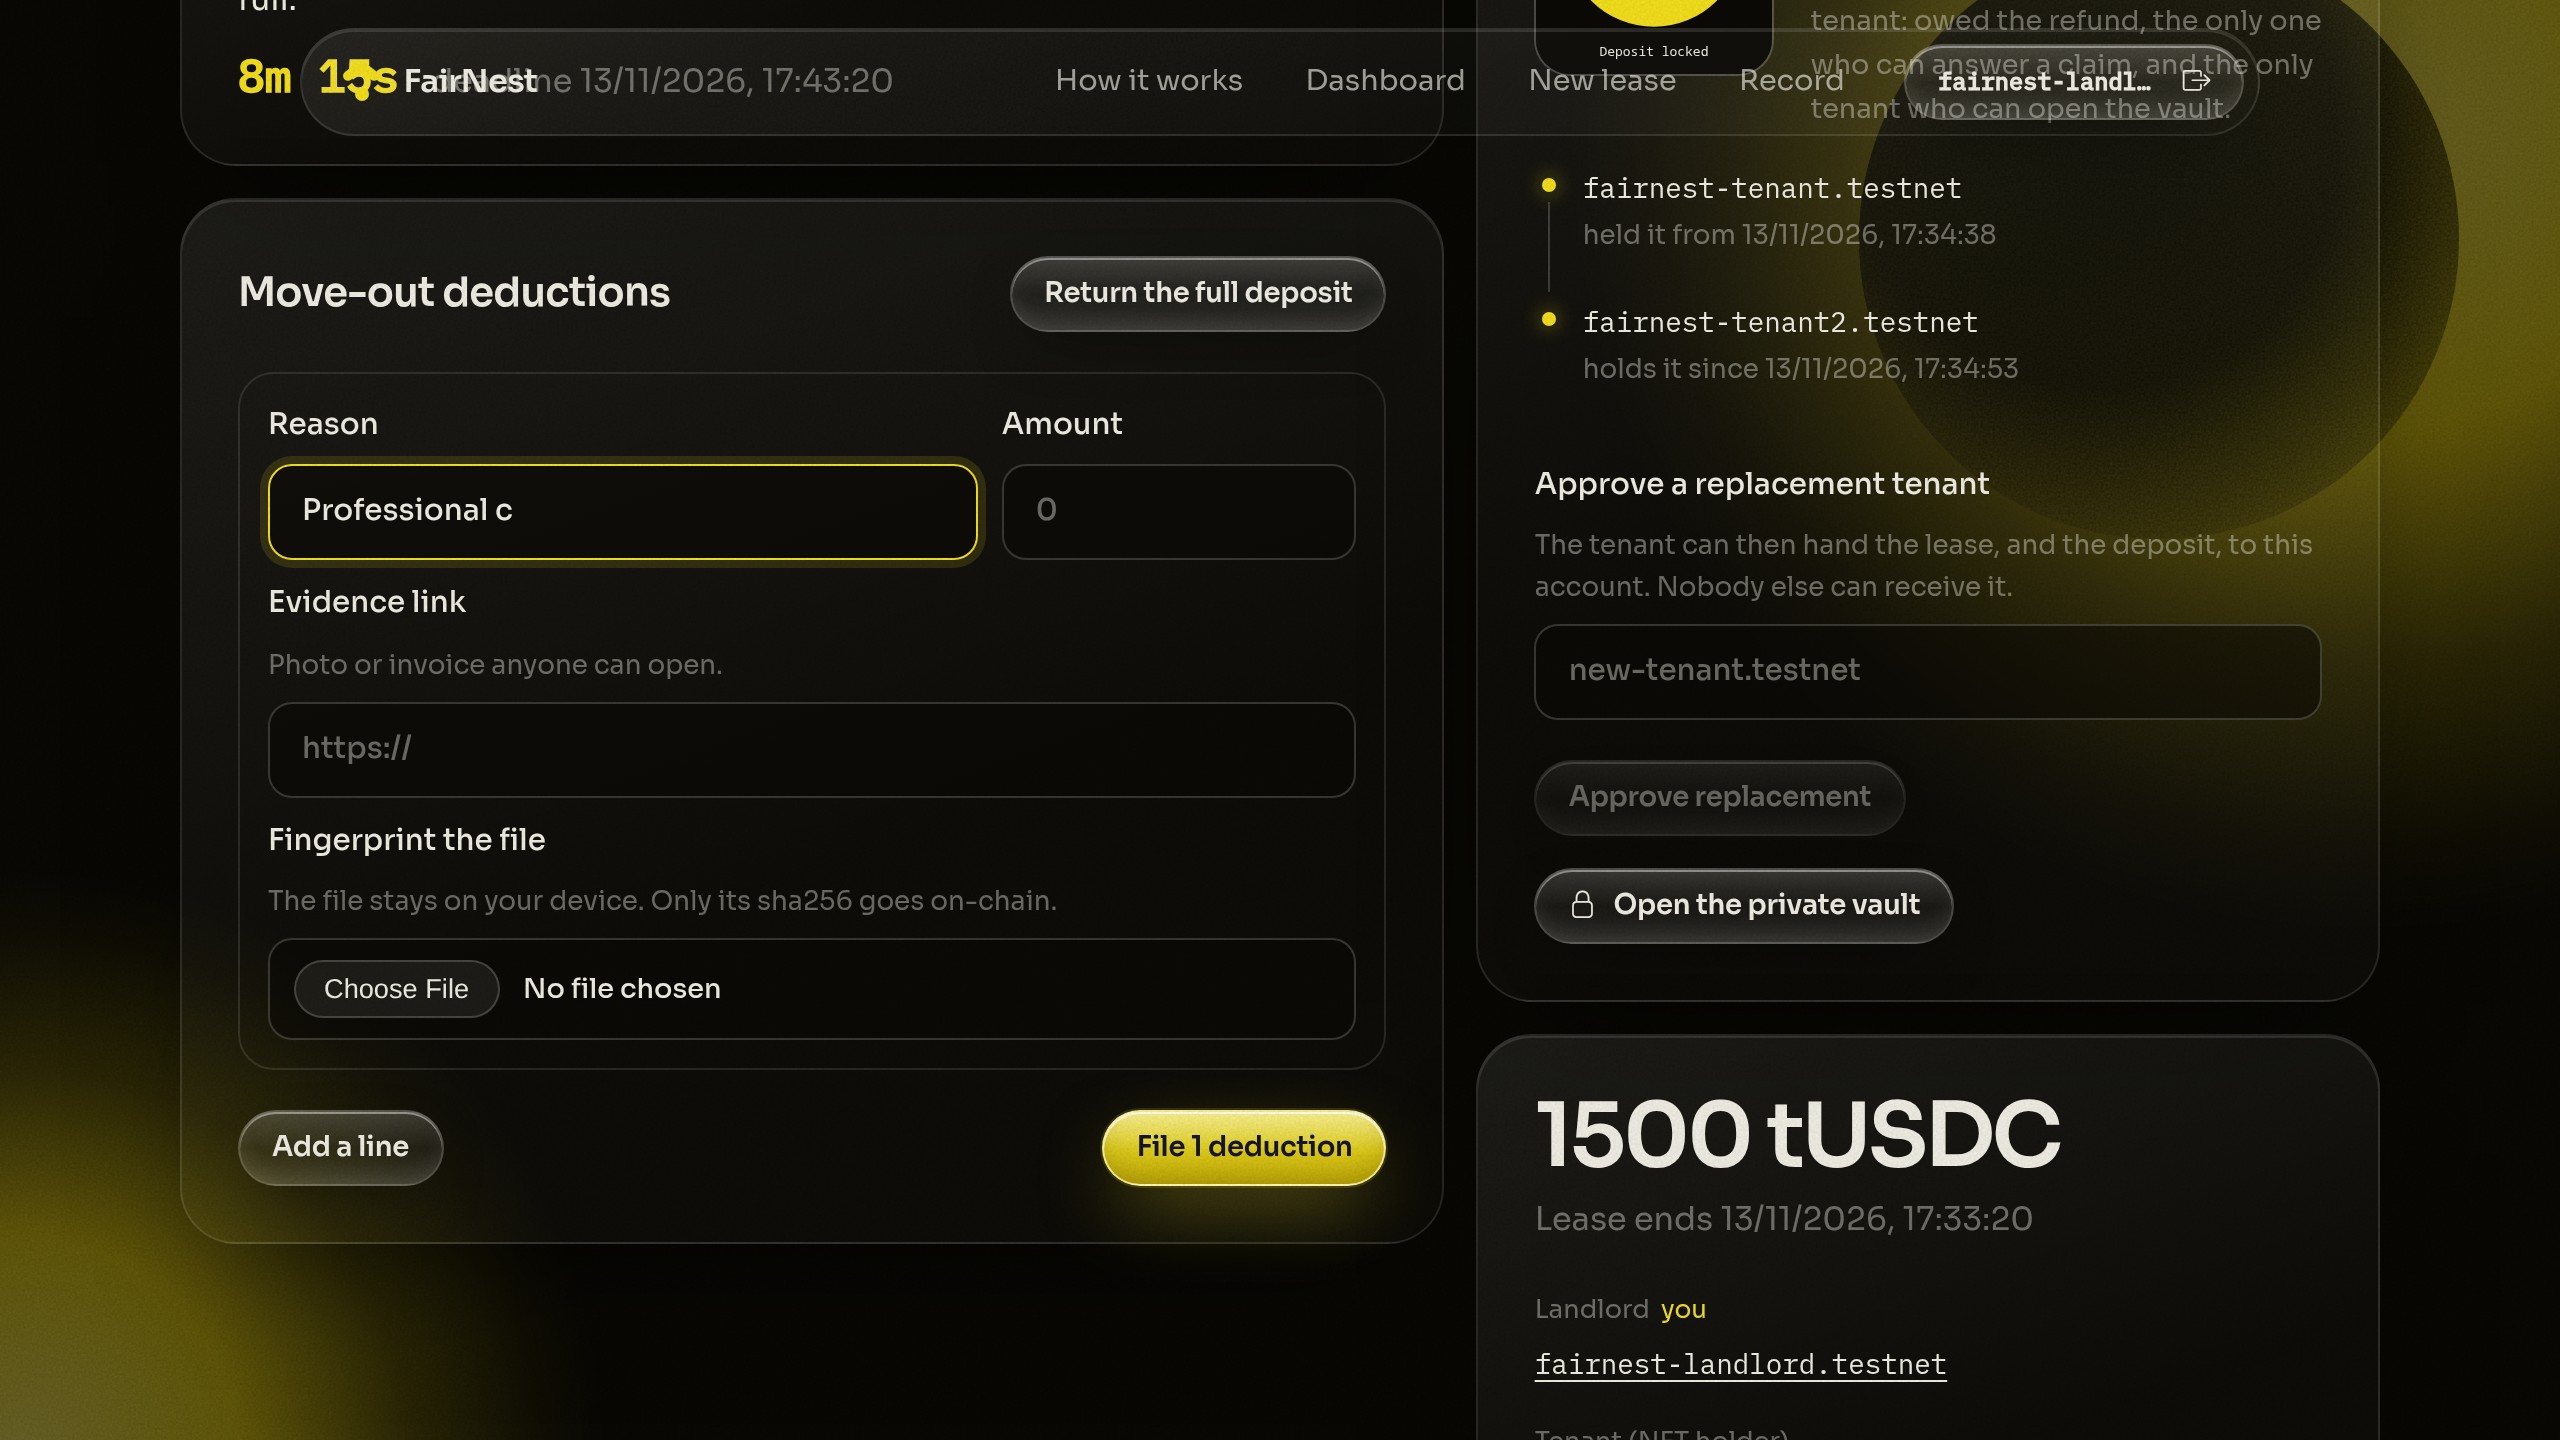 full.
8m 15s
deadline 13/11/2026, 17:43:20
FairNest
How it works
Dashboard
New lease
Record
fairnest-landl…
Move-out deductions
Return the full deposit
Reason
Amount
Professional c
0
Evidence link
Photo or invoice anyone can open.
https://
Fingerprint the file
The file stays on your device. Only its sha256 goes on-chain.
Choose File
No file chosen
Add a line
File 1 deduction
Deposit locked
tenant: owed the refund, the only one
who can answer a claim, and the only
tenant who can open the vault.
fairnest-tenant.testnet
held it from 13/11/2026, 17:34:38
fairnest-tenant2.testnet
holds it since 13/11/2026, 17:34:53
Approve a replacement tenant
The tenant can then hand the lease, and the deposit, to this
account. Nobody else can receive it.
new-tenant.testnet
Approve replacement
Open the private vault
1500 tUSDC
Lease ends 13/11/2026, 17:33:20
Landlord you
fairnest-landlord.testnet
Tenant (NFT holder)